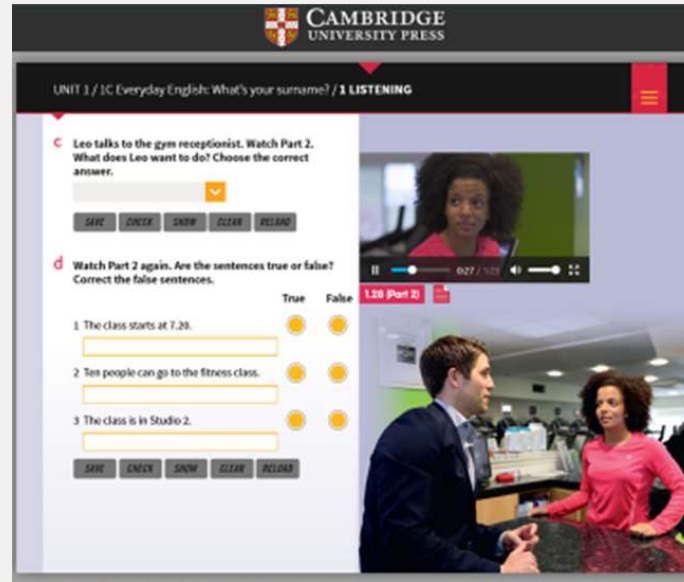 CAMBRIDGE
UNIVERSITY PRESS
UNIT 1 / 1C Everyday English: What's your surname? / 1 LISTENING
c Leo talks to the gym receptionist. Watch Part 2.
What does Leo want to do? Choose the correct
answer.
SAVE CHECK SHOW CLEAR RELOAD
d Watch Part 2 again. Are the sentences true or false?
Correct the false sentences.
True False
1 The class starts at 7.20.
2 Ten people can go to the fitness class.
3 The class is in Studio 2.
SAVE CHECK SHOW CLEAR RELOAD
1.28 (Part 2)